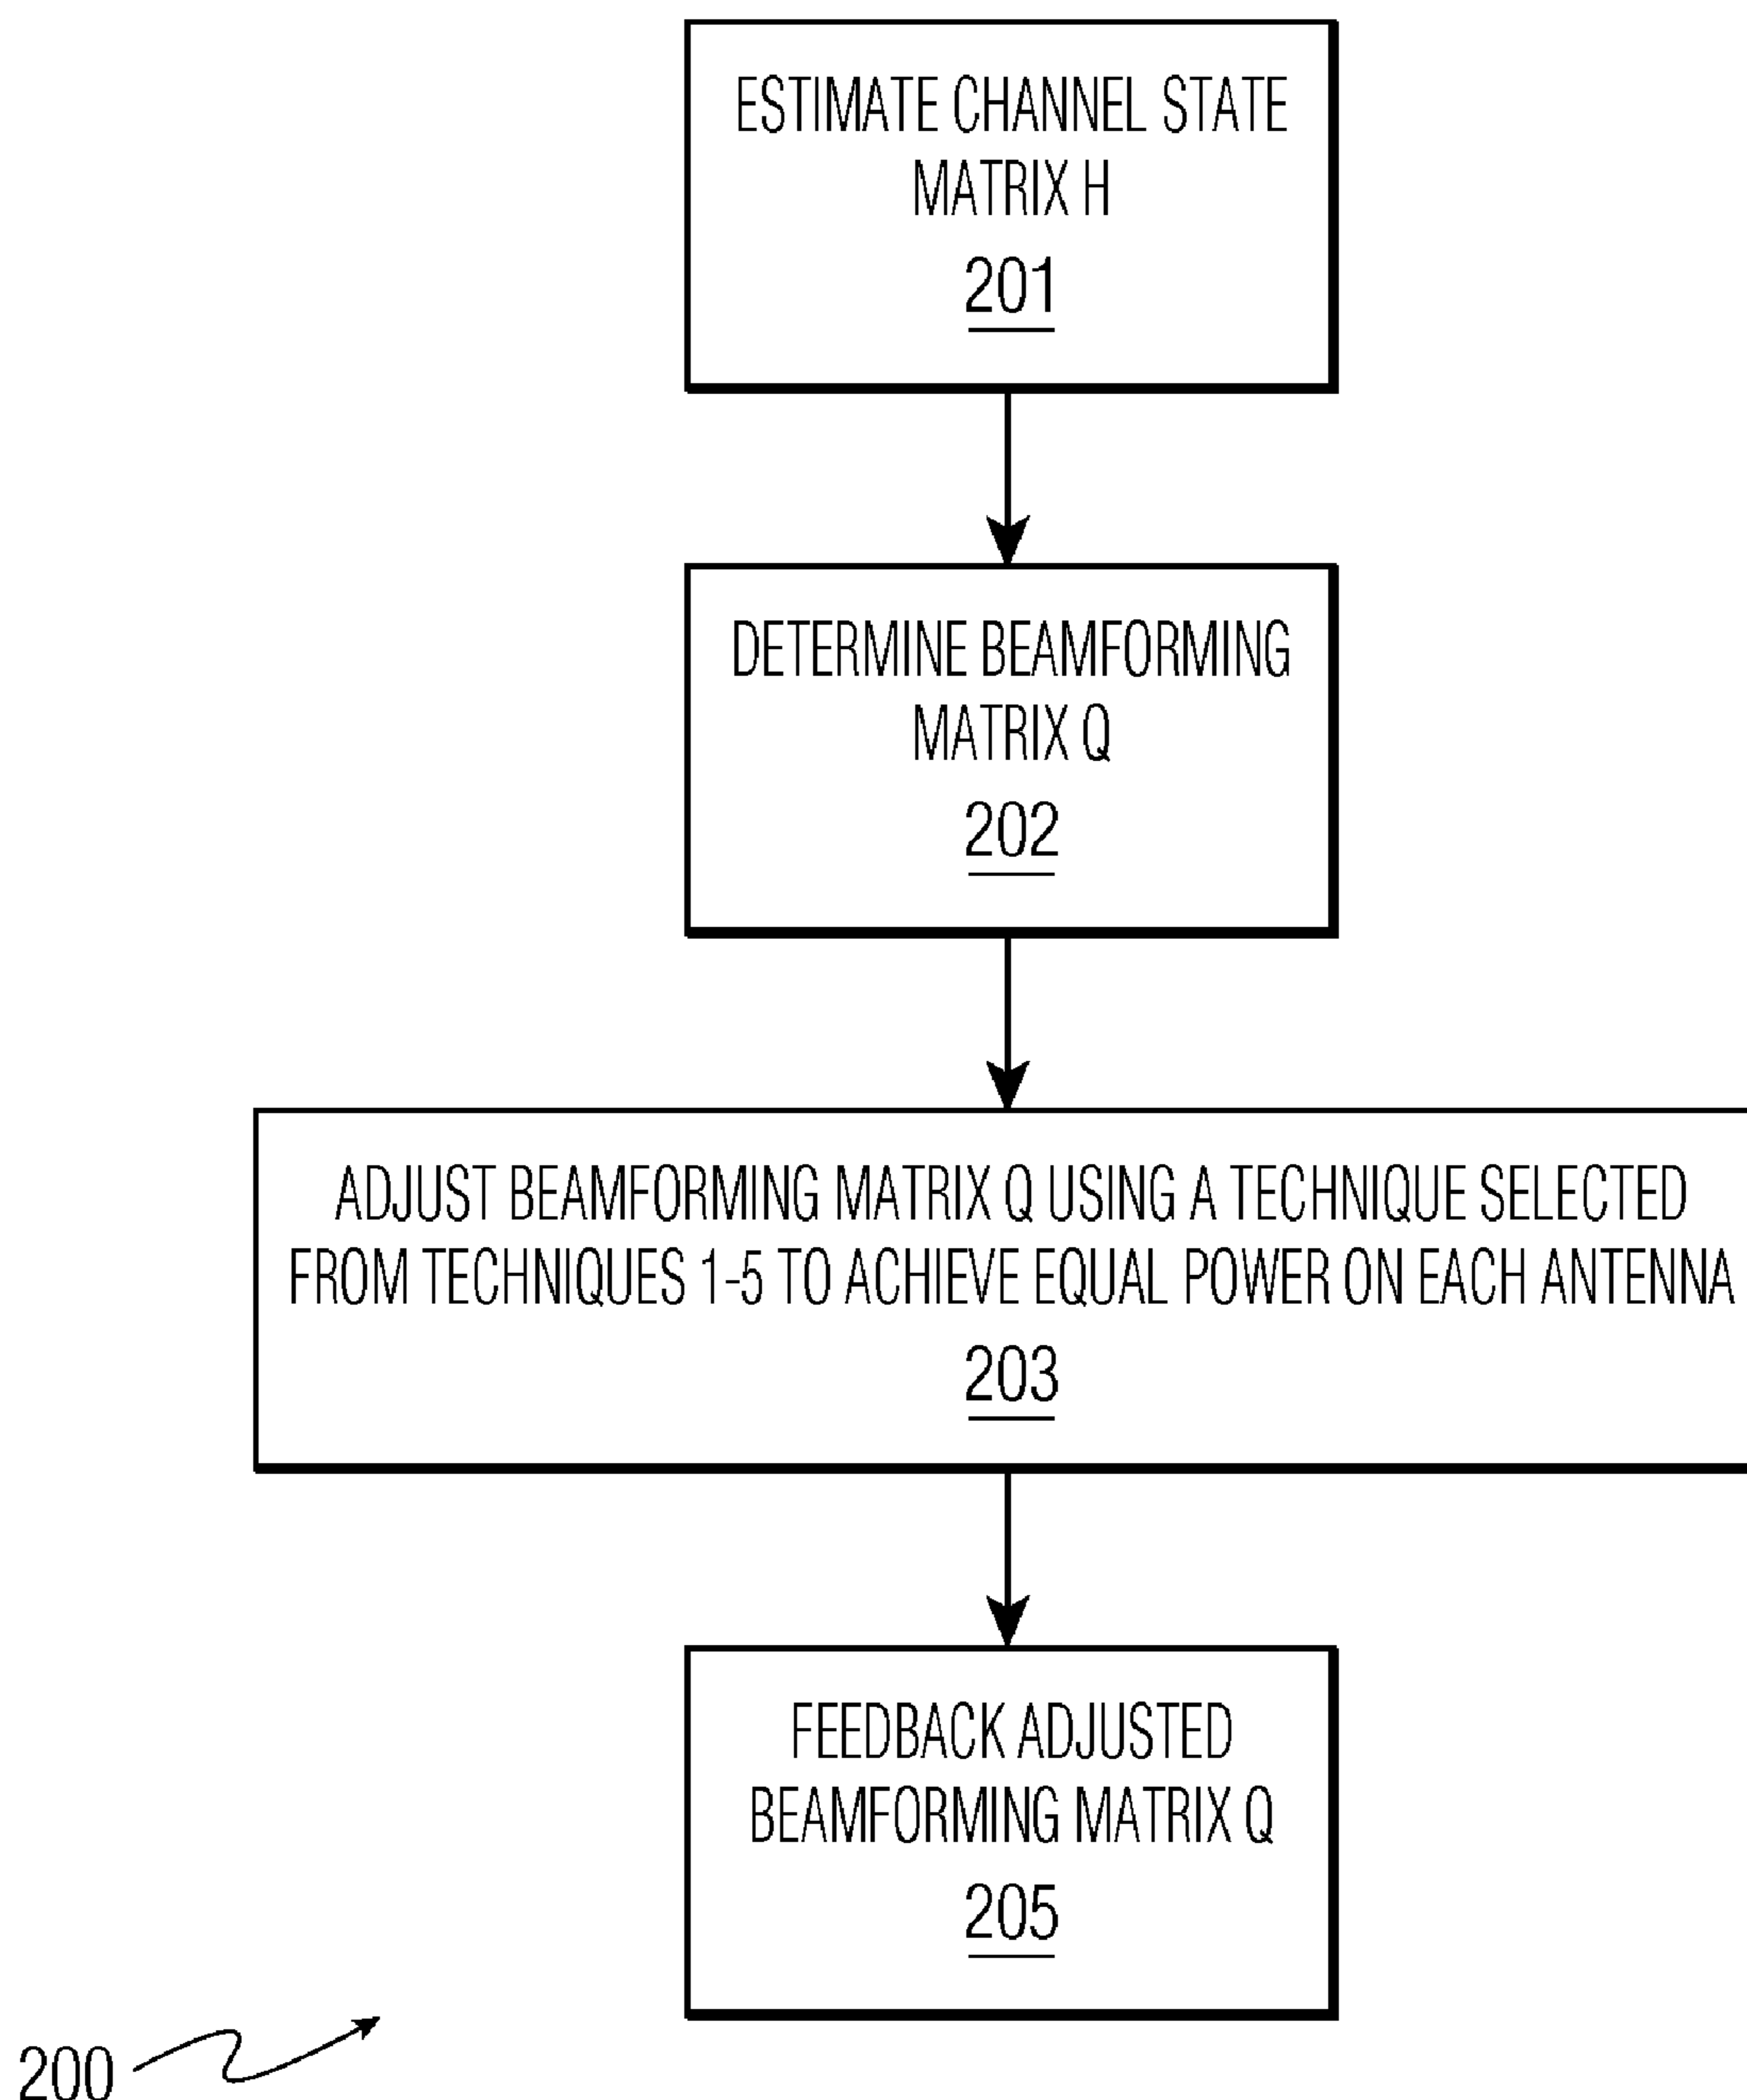 ESTIMATE CHANNEL STATE
MATRIX H
201
DETERMINE BEAMFORMING
MATRIX Q
202
ADJUST BEAMFORMING MATRIX Q USING A TECHNIQUE SELECTED
FROM TECHNIQUES 1-5 TO ACHIEVE EQUAL POWER ON EACH ANTENNA
203
FEEDBACK ADJUSTED
BEAMFORMING MATRIX Q
205
200